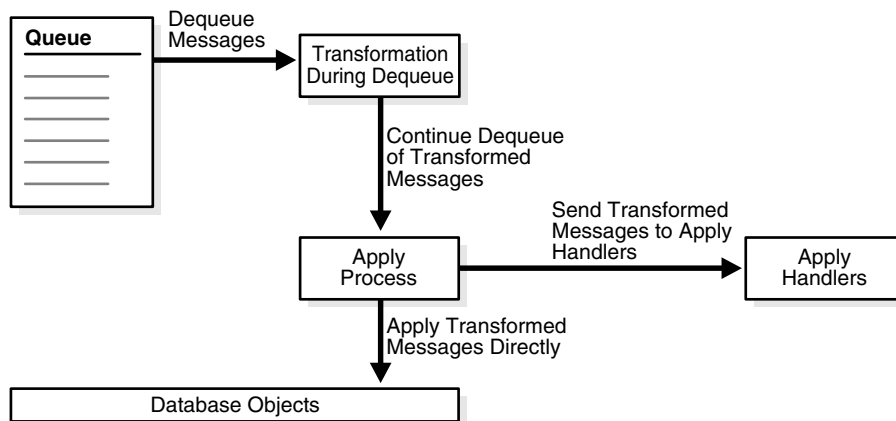 Queue
Dequeue
Messages
Transformation
During Dequeue
Continue Dequeue
of Transformed
Messages
Send Transformed
Messages to Apply
Handlers
Apply
Process
Apply
Handlers
Apply Transformed
Messages Directly
Database Objects